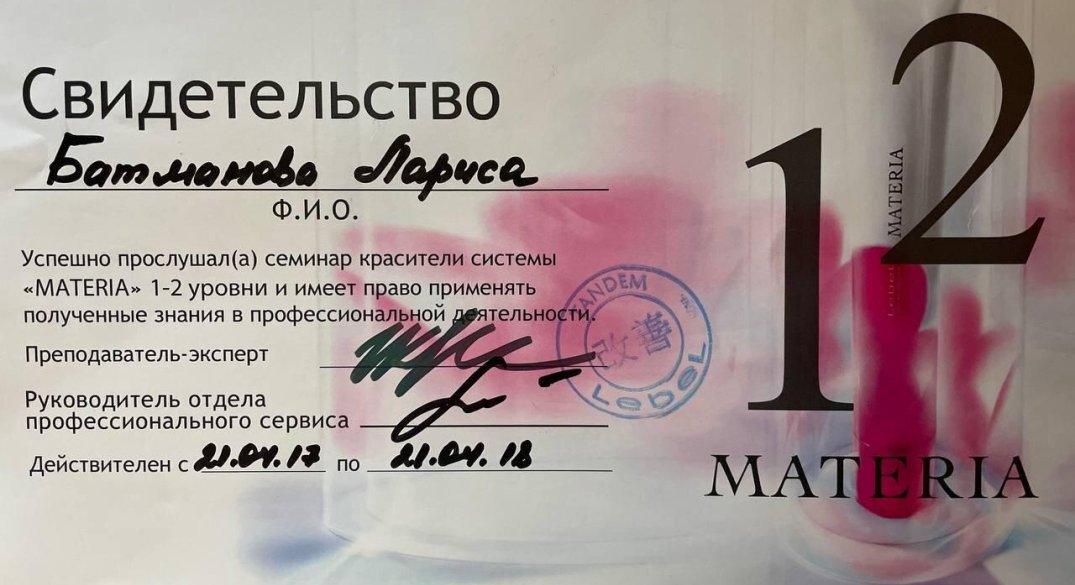 Свидетельство
Батманова Лариса
Ф.И.О.
Успешно прослушал(а) семинар красители системы
«MATERIA» 1-2 уровни и имеет право применять
полученные знания в профессиональной деятельности.
Преподаватель-эксперт
Руководитель отдела
профессионального сервиса
Действителен с 21.04.17 по 21.04.18
TANDEM
改善
LebeL
12
MATERIA
Lebel
MATERIA